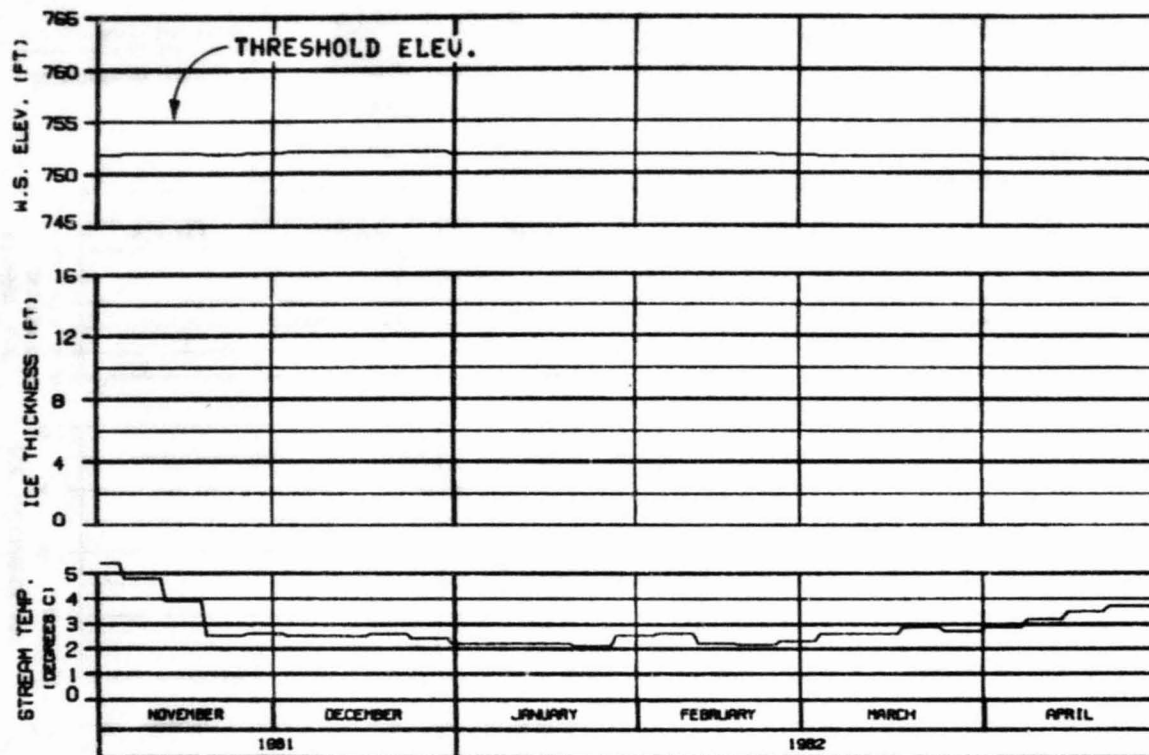 765
THRESHOLD ELEV.
760
755
750
745
W.S. ELEV. (FT)
16
12
8
4
0
ICE THICKNESS (FT)
5
4
3
2
1
0
STREAM TEMP.
(DEGREES C)
NOVEMBER DECEMBER JANUARY FEBRUARY MARCH APRIL
1981 1982